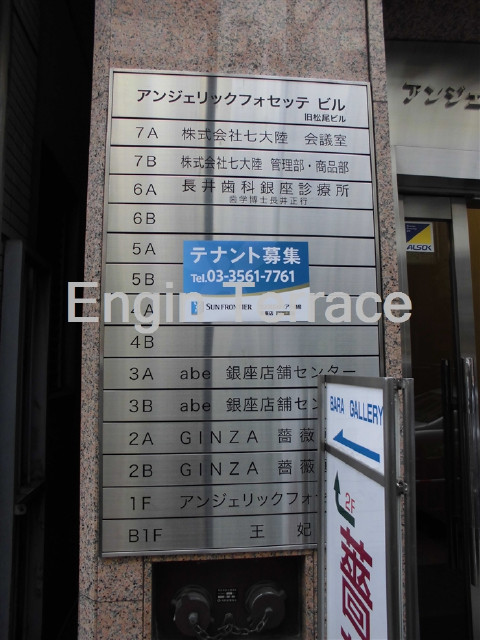 アンジェリックフォセッテ ビル
旧松尾ビル
7A 株式会社七大陸 会議室
7B 株式会社七大陸 管理部・商品部
6A 長井歯科銀座診療所
歯学博士長井正行
6B
5A
テナント募集
5B
Tel.03-3561-7761
4A SUN FRONTIER
4B
3A abe 銀座店舗センター
3B abe 銀座店舗セン
2A GINZA 薔薇
2B GINZA 薔薇
1F アンジェリックフォ
B1F 王 妃
アンジェ
ALSOK
BARA GALLERY
2F
薔
Engin Terrace